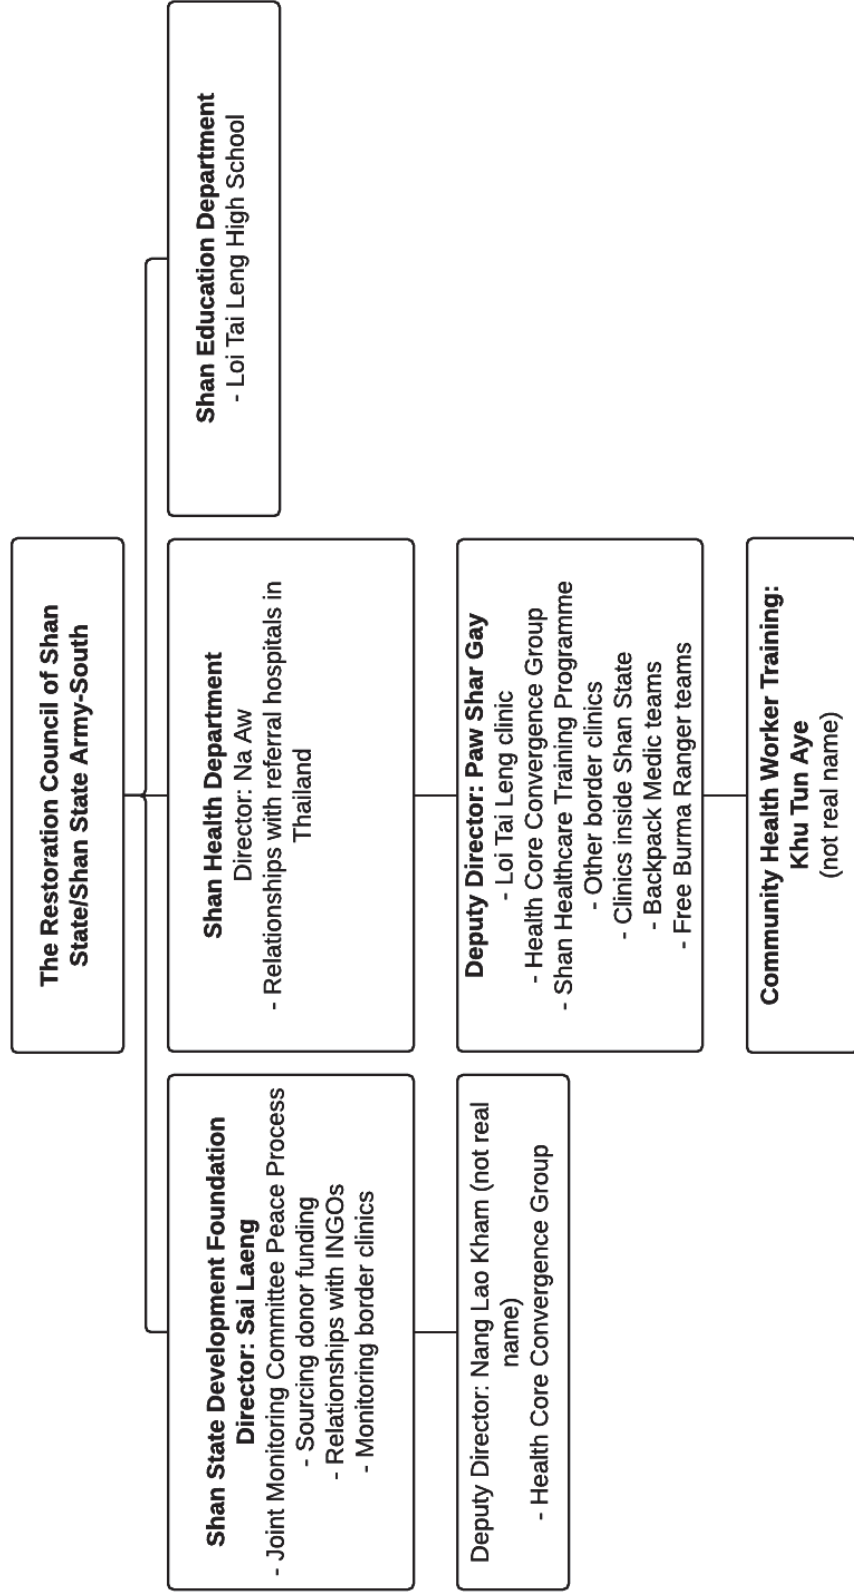 The Restoration Council of Shan
State/Shan State Army-South
Shan State Development Foundation
Director: Sai Laeng
- Joint Monitoring Committee Peace Process
- Sourcing donor funding
- Relationships with INGOs
- Monitoring border clinics
Deputy Director: Nang Lao Kham (not real
name)
- Health Core Convergence Group
Shan Health Department
Director: Na Aw
- Relationships with referral hospitals in
Thailand
Deputy Director: Paw Shar Gay
- Loi Tai Leng clinic
- Health Core Convergence Group
- Shan Healthcare Training Programme
- Other border clinics
- Clinics inside Shan State
- Backpack Medic teams
- Free Burma Ranger teams
Community Health Worker Training:
Khu Tun Aye
(not real name)
Shan Education Department
- Loi Tai Leng High School